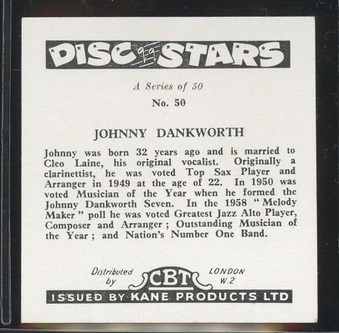 DISC STARS
A Series of 50
No. 50
JOHNNY DANKWORTH
Johnny was born 32 years ago and is married to
Cleo Laine, his original vocalist. Originally a
clarinettist, he was voted Top Sax Player and
Arranger in 1949 at the age of 22. In 1950 was
voted Musician of the Year when he formed the
Johnny Dankworth Seven. In the 1958 " Melody
Maker " poll he was voted Greatest Jazz Alto Player,
Composer and Arranger ; Outstanding Musician of
the Year ; and Nation's Number One Band.
Distributed by CBT LONDON W.2
ISSUED BY KANE PRODUCTS LTD